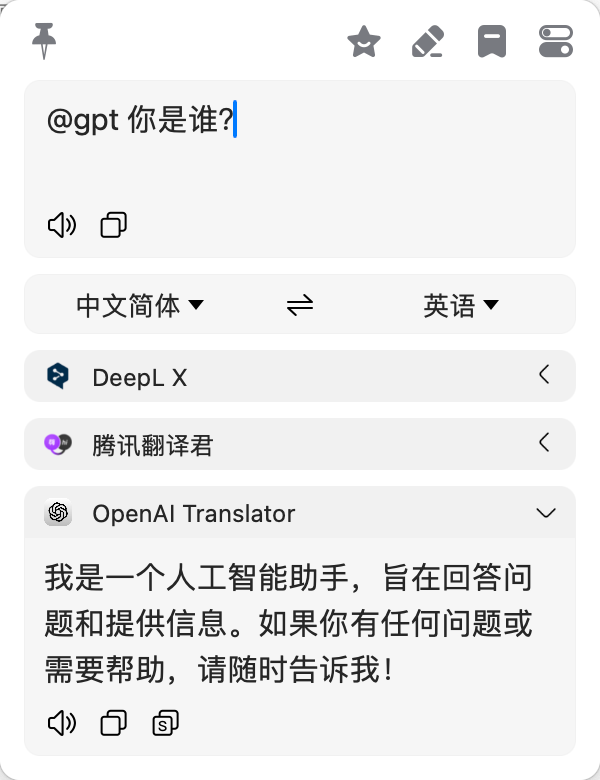 @gpt 你是谁?
中文简体
英语
DeepL X
腾讯翻译君
OpenAI Translator
我是一个人工智能助手，旨在回答问
题和提供信息。如果你有任何问题或
需要帮助，请随时告诉我！